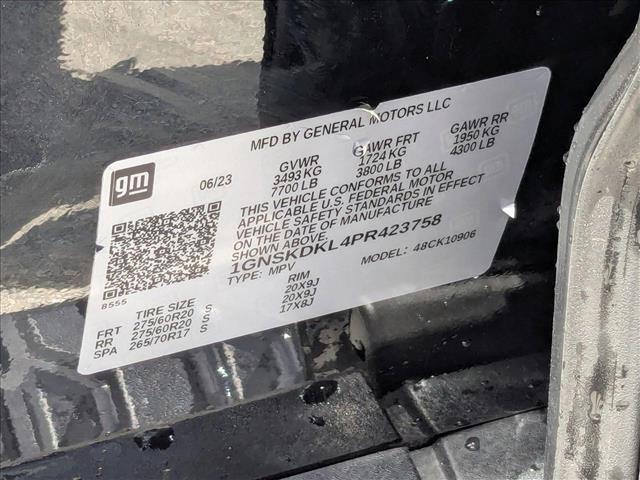 MFD BY GENERAL MOTORS LLC
gm
06/23
GVWR
3493 KG
7700 LB
GAWR FRT
1724 KG
3800 LB
GAWR RR
1950 KG
4300 LB
THIS VEHICLE CONFORMS TO ALL
APPLICABLE U.S. FEDERAL MOTOR
VEHICLE SAFETY STANDARDS IN EFFECT
ON THE DATE OF MANUFACTURE
SHOWN ABOVE.
1GNSKDKL4PR423758
TYPE: MPV
MODEL: 48CK10906
8555
TIRE SIZE
RIM
FRT 275/60R20 S 20X9J
RR 275/60R20 S 20X9J
SPA 265/70R17 S 17X8J